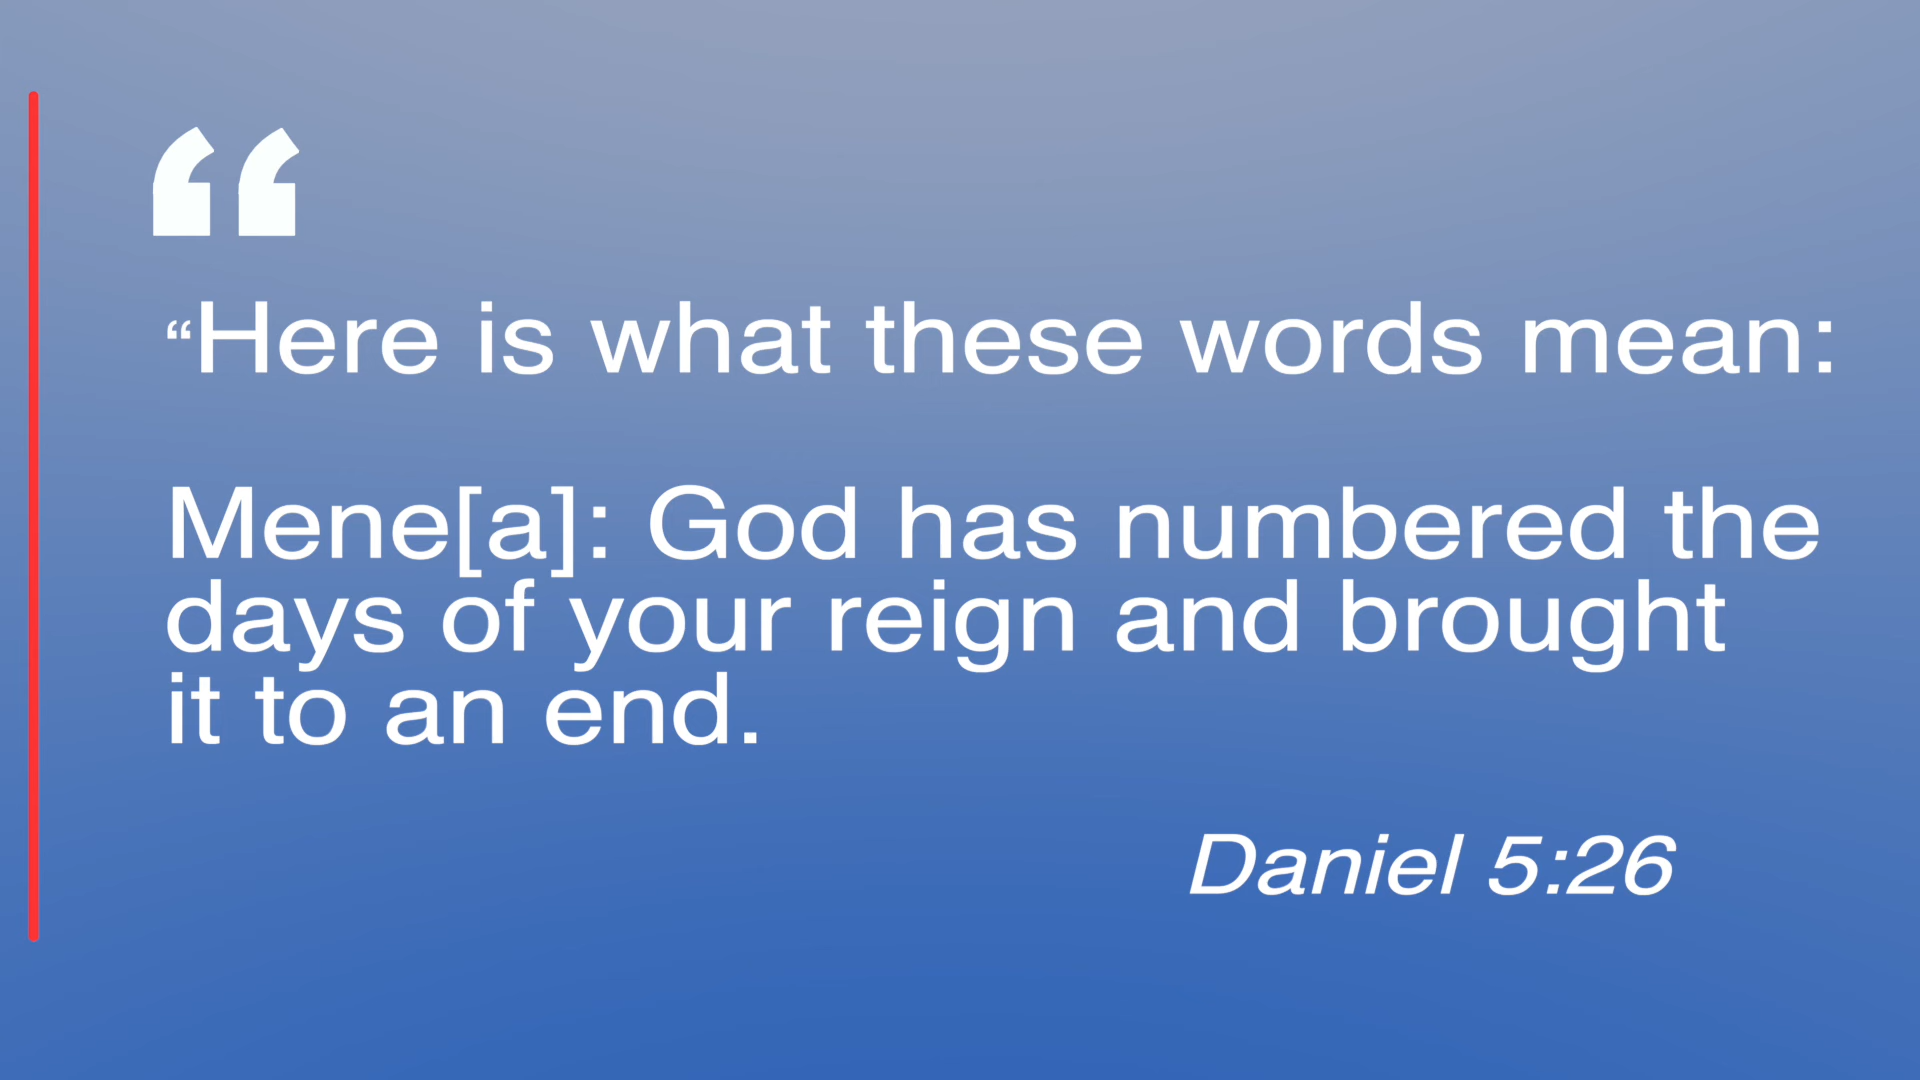 “
“Here is what these words mean:
Mene[a]: God has numbered the
days of your reign and brought
it to an end.
Daniel 5:26